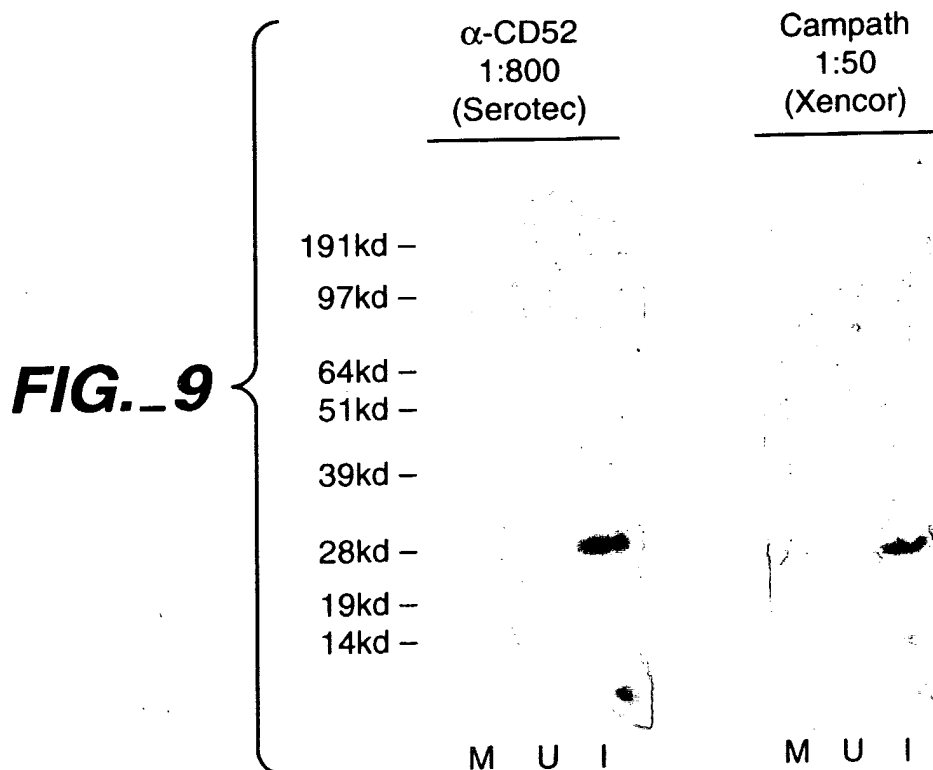 α-CD52
1:800
(Serotec)
Campath
1:50
(Xencor)
191kd –
97kd –
64kd –
51kd –
39kd –
28kd –
19kd –
14kd –
FIG._9
M U I
M U I